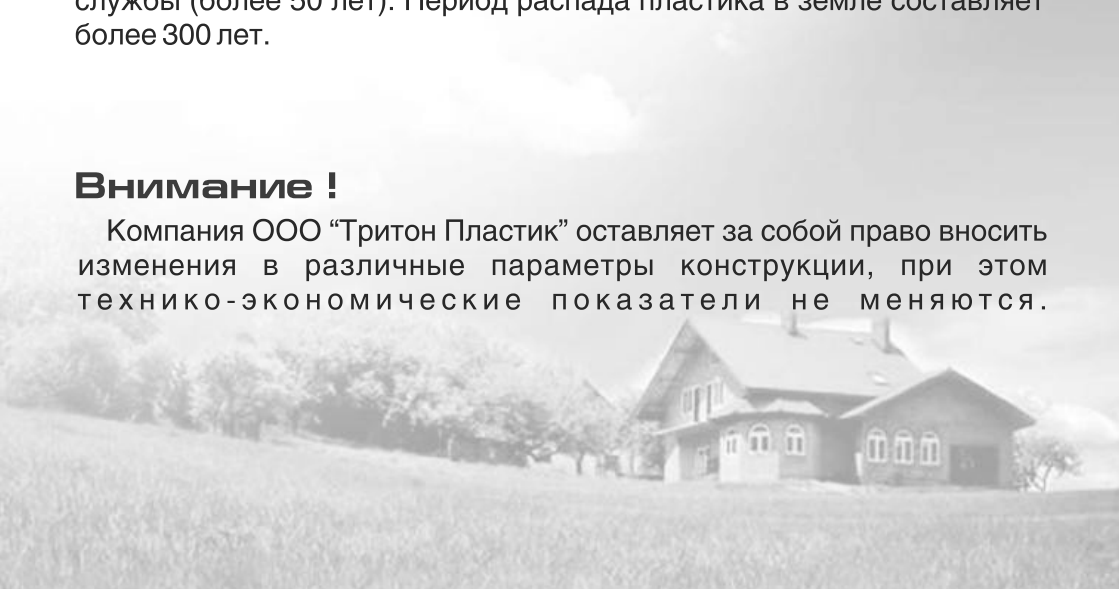 службы (более 50 лет). Период распада пластика в земле составляет
более 300 лет.
Внимание !
Компания ООО “Тритон Пластик” оставляет за собой право вносить
изменения в различные параметры конструкции, при этом
технико-экономические показатели не меняются.